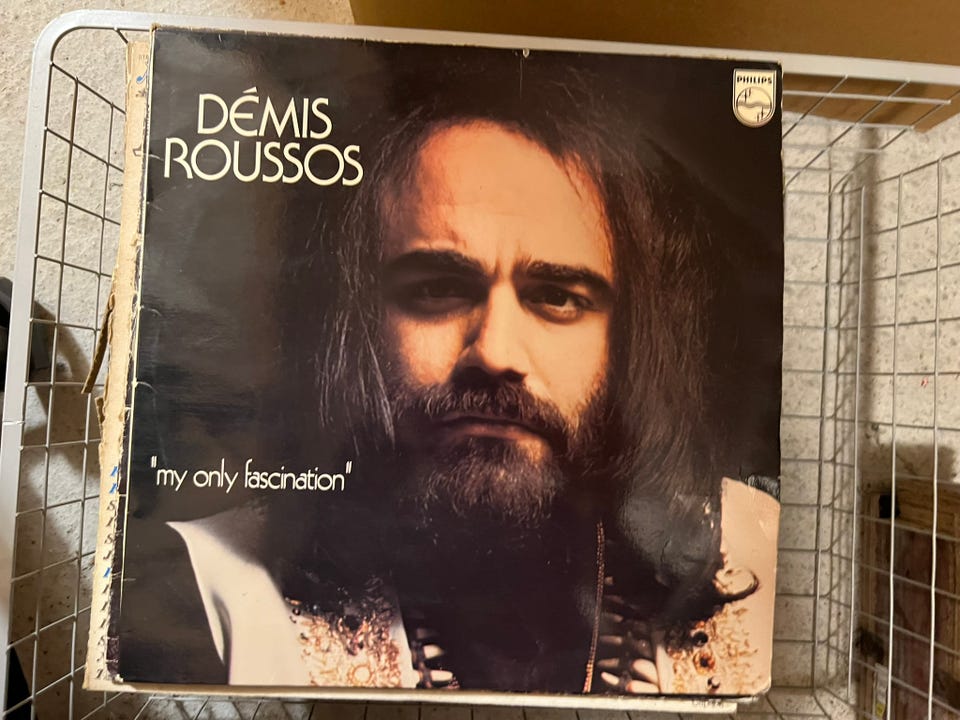 DÉMIS
ROUSSOS
PHILIPS
"my only fascination"